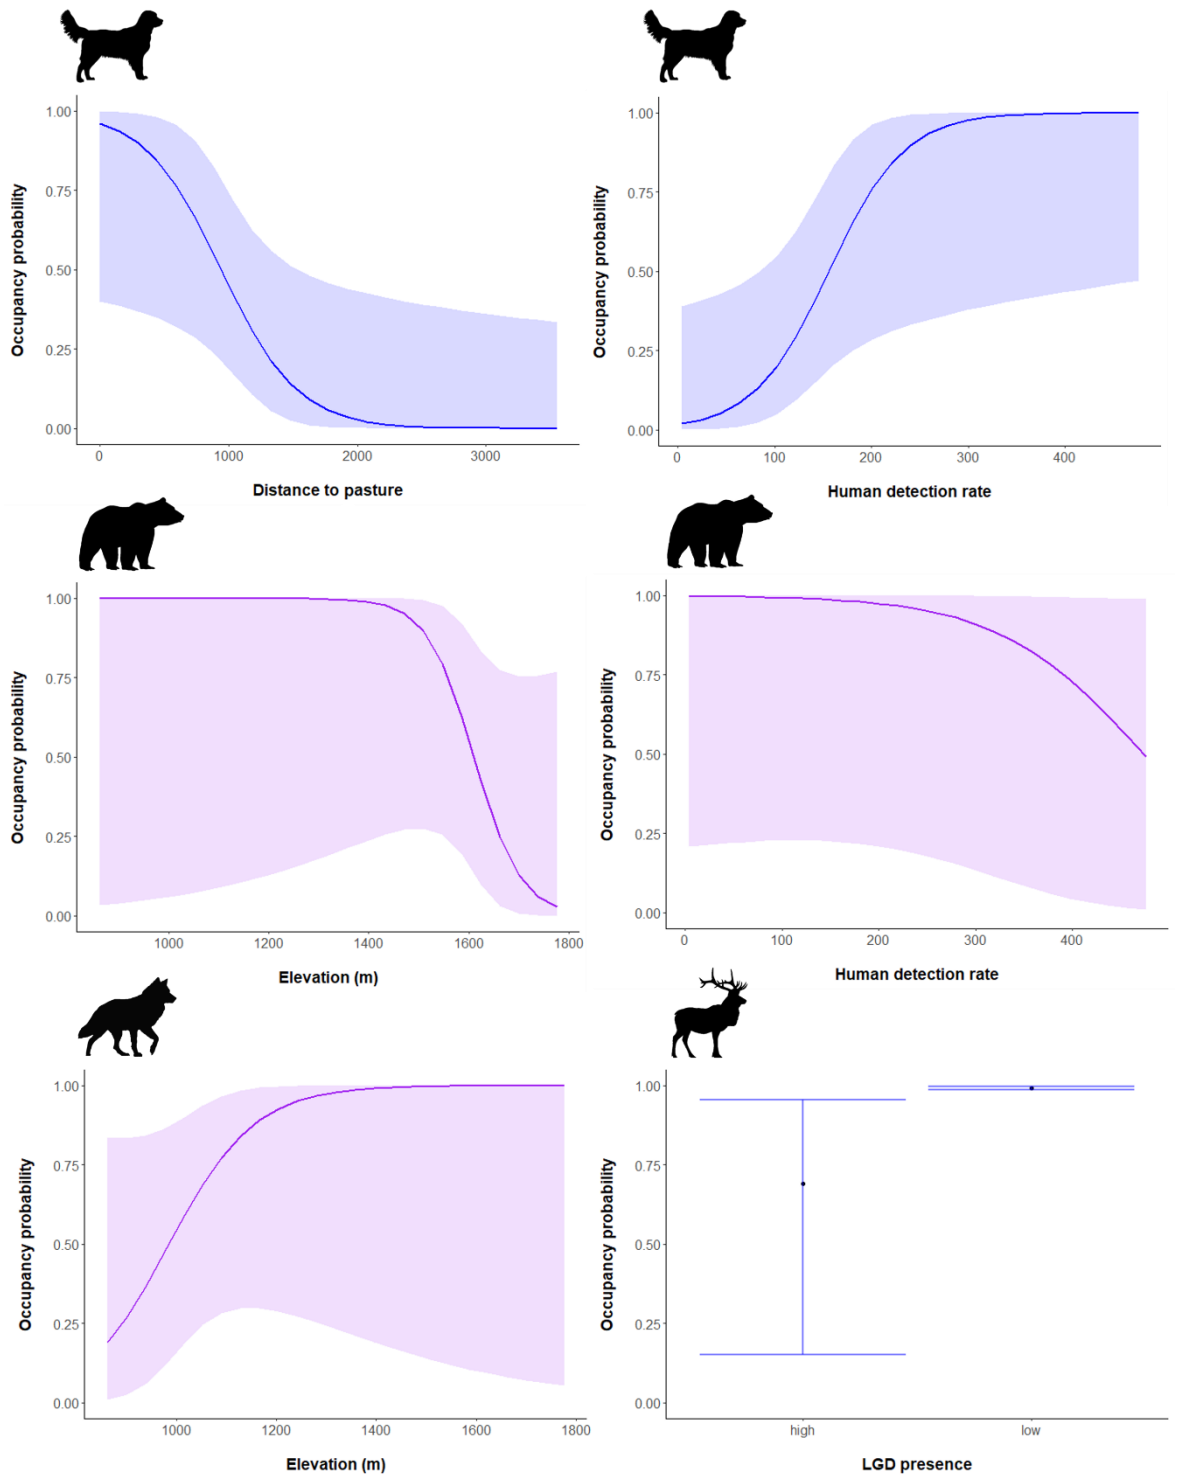 1.00
0.75
0.50
0.25
0.00
Occupancy probability
0 1000 2000 3000
Distance to pasture
1.00
0.75
0.50
0.25
0.00
Occupancy probability
0 100 200 300 400
Human detection rate
1.00
0.75
0.50
0.25
0.00
Occupancy probability
1000 1200 1400 1600 1800
Elevation (m)
1.00
0.75
0.50
0.25
0.00
Occupancy probability
0 100 200 300 400
Human detection rate
1.00
0.75
0.50
0.25
0.00
Occupancy probability
1000 1200 1400 1600 1800
Elevation (m)
1.00
0.75
0.50
0.25
0.00
Occupancy probability
high low
LGD presence